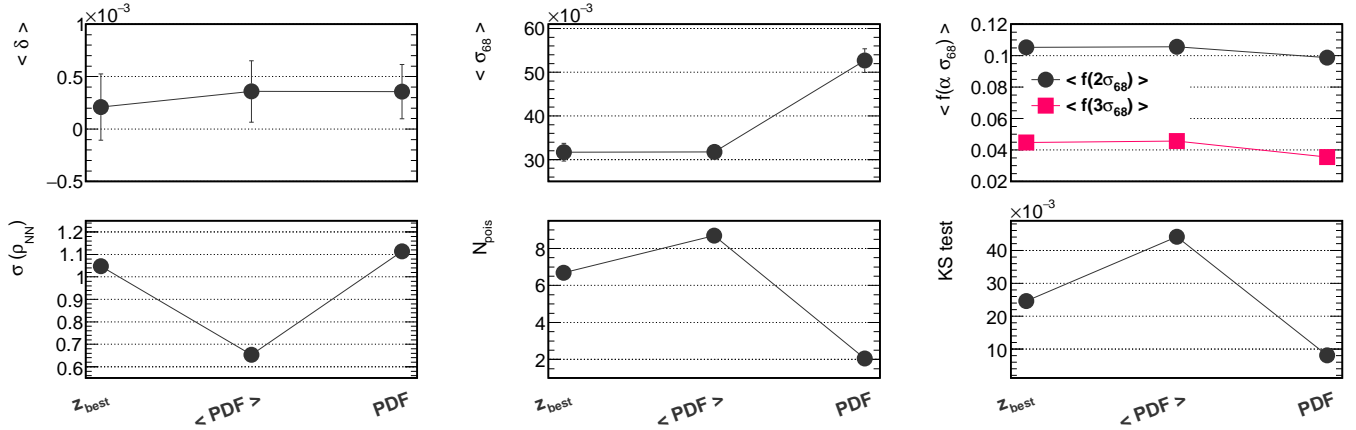 ×10⁻³
< δ >
1
0.5
0
−0.5
×10⁻³
< σ₆₈ >
60
50
40
30
< f(α σ₆₈) >
0.12
0.1
0.08
0.06
0.04
0.02
< f(2σ₆₈) >
< f(3σ₆₈) >
σ (ρ_NN)
1.2
1.1
1
0.9
0.8
0.7
0.6
z_best
< PDF >
PDF
N_pois
8
6
4
2
z_best
< PDF >
PDF
×10⁻³
KS test
40
30
20
10
z_best
< PDF >
PDF